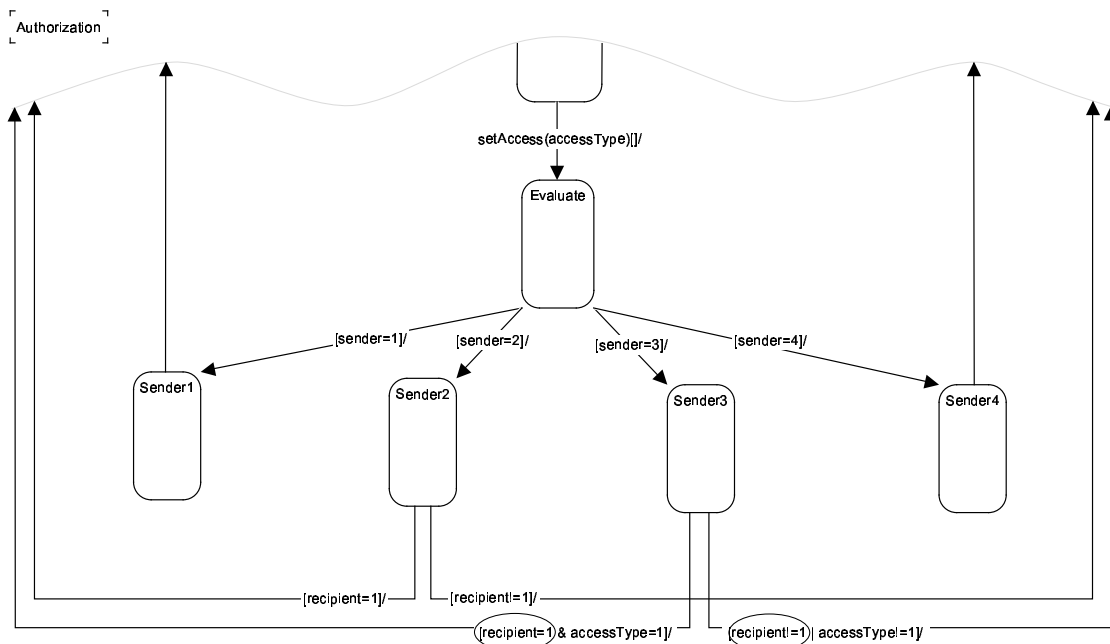 Authorization
setAccess(accessType)[]/
Evaluate
[sender=1]/
[sender=2]/
[sender=3]/
[sender=4]/
Sender1
Sender2
Sender3
Sender4
[recipient=1]/
[recipient!=1]/
[recipient=1 & accessType=1]/
[recipient!=1 | accessType!=1]/